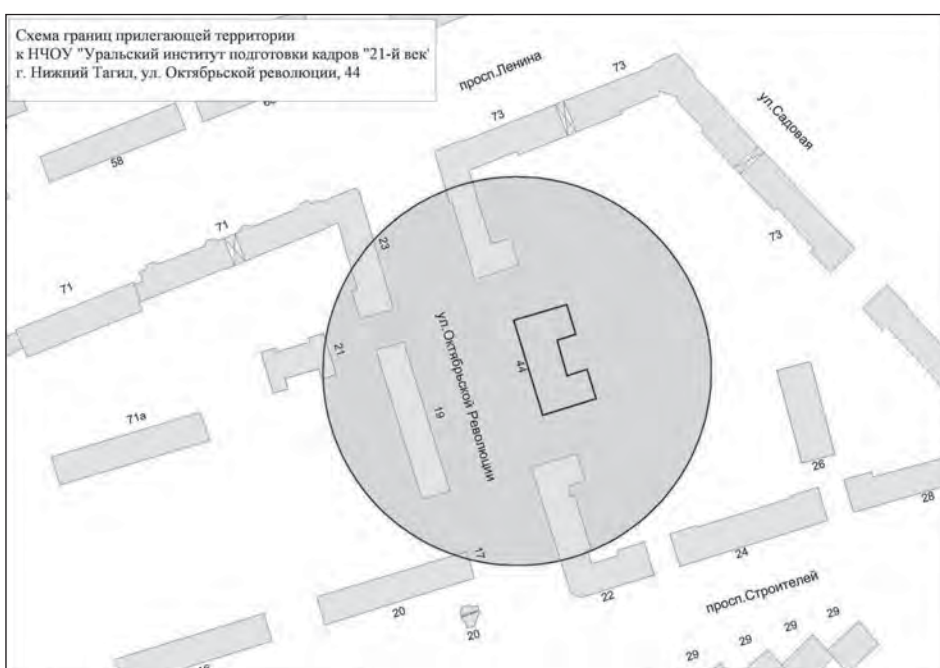 Схема границ прилегающей территории
к НЧОУ "Уральский институт подготовки кадров "21-й век"
г. Нижний Тагил, ул. Октябрьской революции, 44
просп.Ленина
73
73
ул.Садовая
58
73
71
23
71
ул.Октябрьской Революции
21
44
19
71а
26
28
17
24
22
просп.Строителей
20
20
29
29
29
29